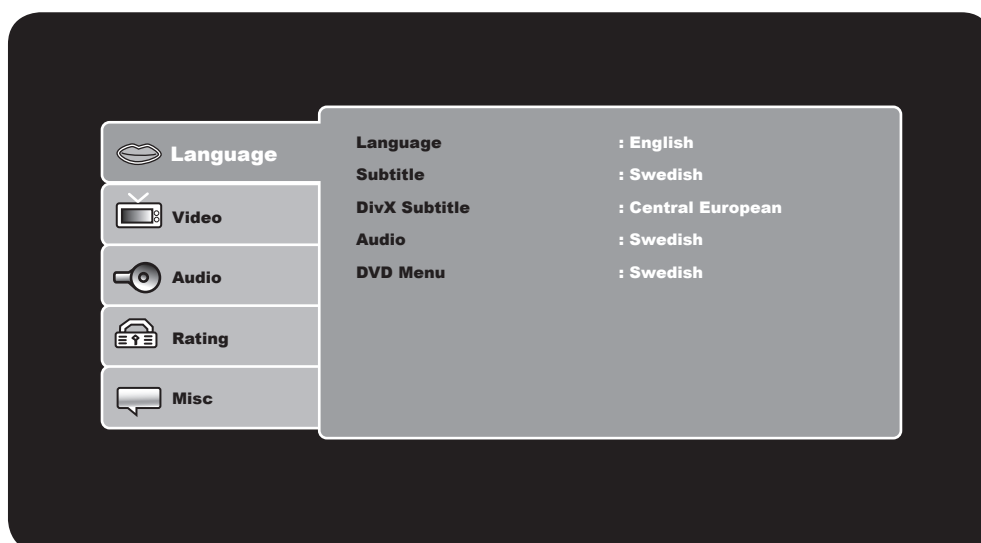 Language
Video
Audio
Rating
Misc
Language : English
Subtitle : Swedish
DivX Subtitle : Central European
Audio : Swedish
DVD Menu : Swedish